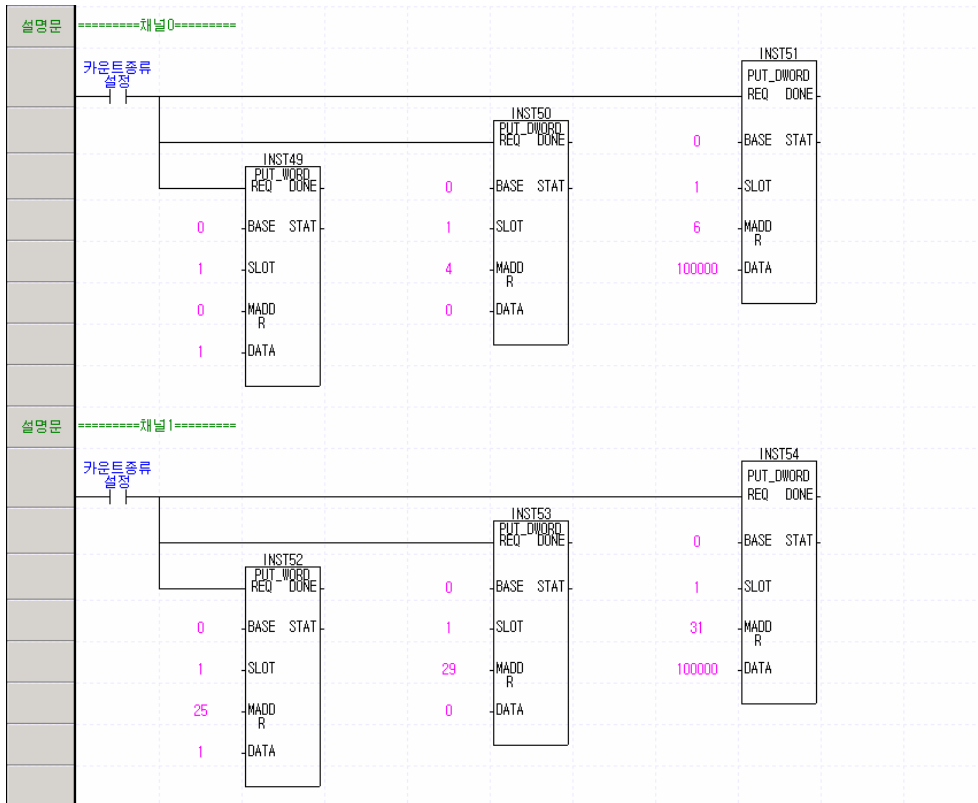 설명문 =========채널0=========
카운트종류
설정
INST51
PUT_DWORD
REQ DONE
INST50
PUT_DWORD
REQ DONE
0 BASE STAT
INST49
PUT_WORD
REQ DONE
0 BASE STAT
1 SLOT
0 BASE STAT
1 SLOT
6 MADD
R
1 SLOT
4 MADD
R
100000 DATA
0 MADD
R
0 DATA
1 DATA
설명문 =========채널1=========
카운트종류
설정
INST54
PUT_DWORD
REQ DONE
INST53
PUT_DWORD
REQ DONE
0 BASE STAT
INST52
PUT_WORD
REQ DONE
0 BASE STAT
1 SLOT
0 BASE STAT
1 SLOT
31 MADD
R
1 SLOT
29 MADD
R
100000 DATA
25 MADD
R
0 DATA
1 DATA